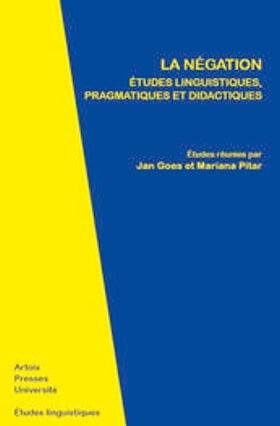 LA NÉGATION
ÉTUDES LINGUISTIQUES,
PRAGMATIQUES ET DIDACTIQUES
Études réunies par
Jan Goes et Mariana Pitar
Artois
Presses
Université
Études linguistiques